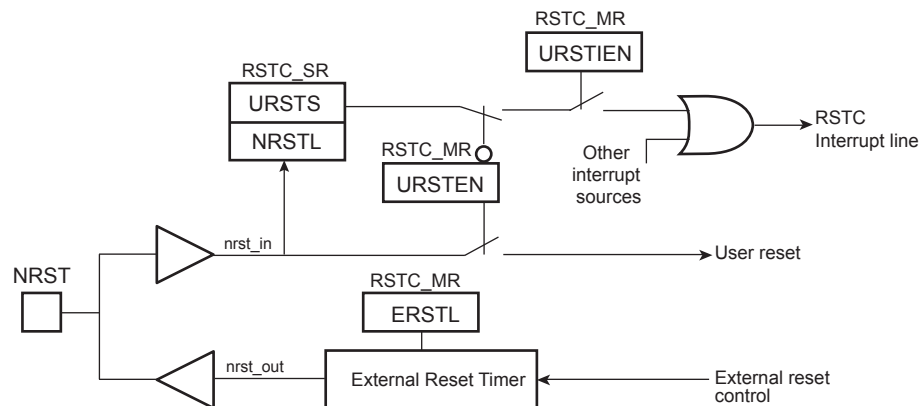 RSTC_MR
URSTIEN
RSTC_SR
URSTS
NRSTL
RSTC_MR
URSTEN
RSTC
Interrupt line
Other
interrupt
sources
nrst_in
User reset
NRST
RSTC_MR
ERSTL
nrst_out
External Reset Timer
External reset
control